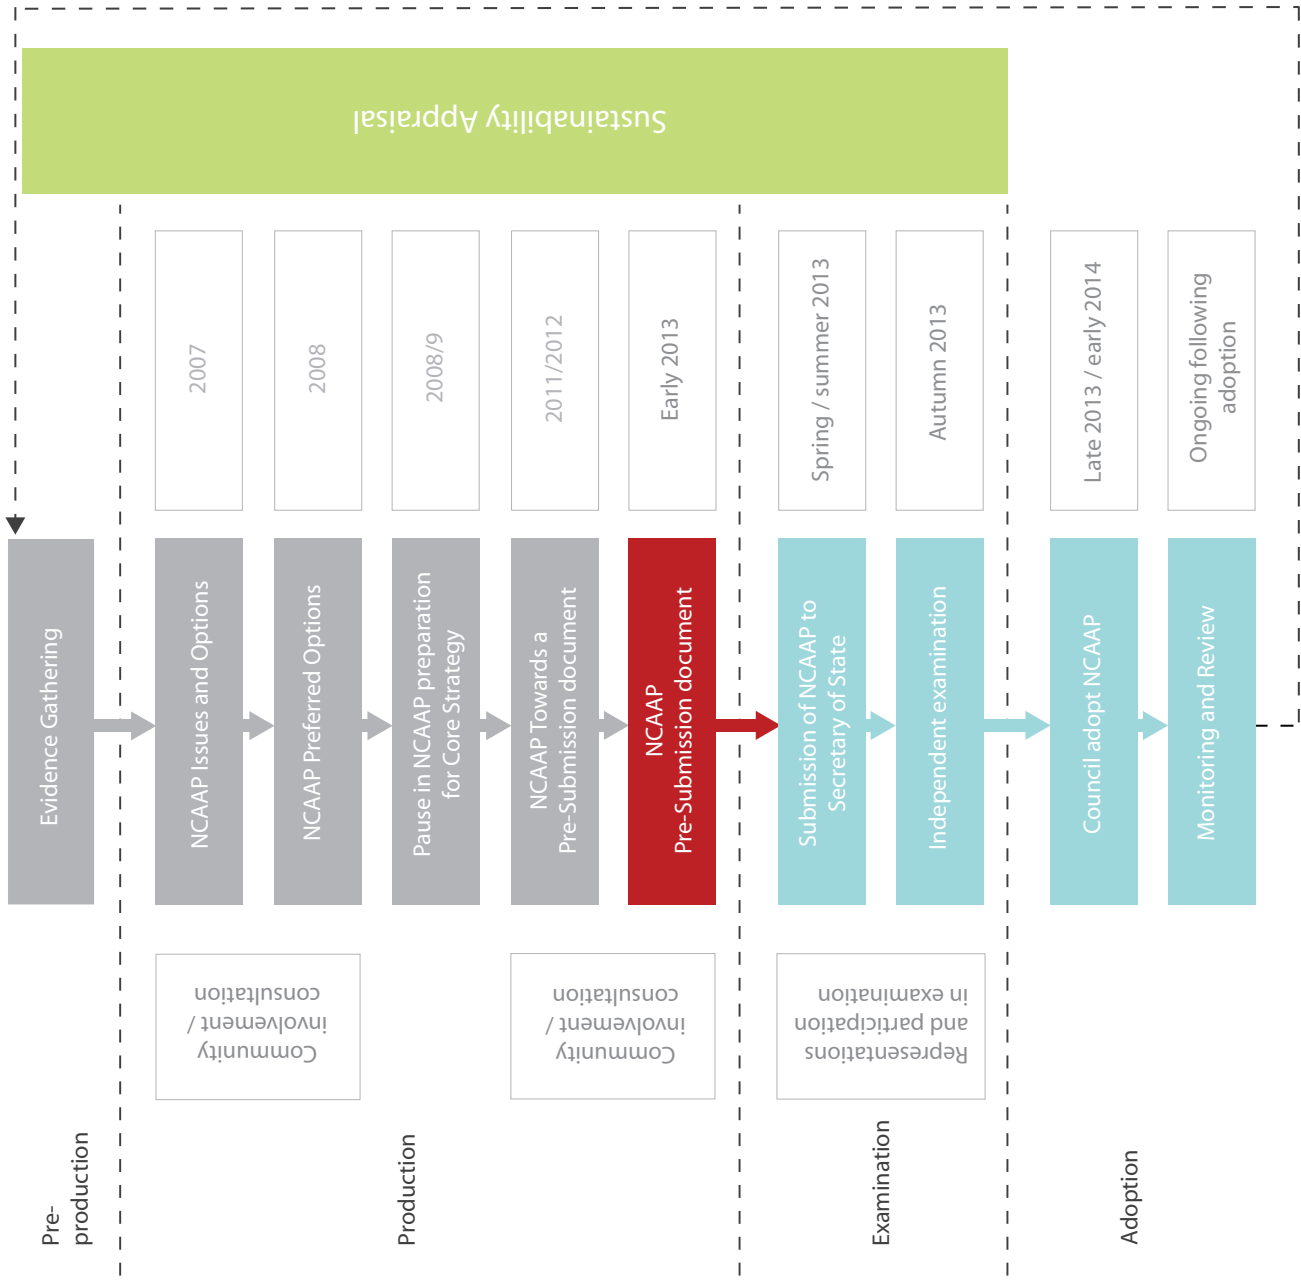 Pre-
production
Evidence Gathering
Sustainability Appraisal
Production
Community
involvement /
consultation
NCAAP Issues and Options
2007
NCAAP Preferred Options
2008
Pause in NCAAP preparation
for Core Strategy
2008/9
Community
involvement /
consultation
NCAAP Towards a
Pre-Submission document
2011/2012
NCAAP
Pre-Submission document
Early 2013
Examination
Representations
and participation
in examination
Submission of NCAAP to
Secretary of State
Spring / summer 2013
Independent examination
Autumn 2013
Adoption
Council adopt NCAAP
Late 2013 / early 2014
Monitoring and Review
Ongoing following
adoption